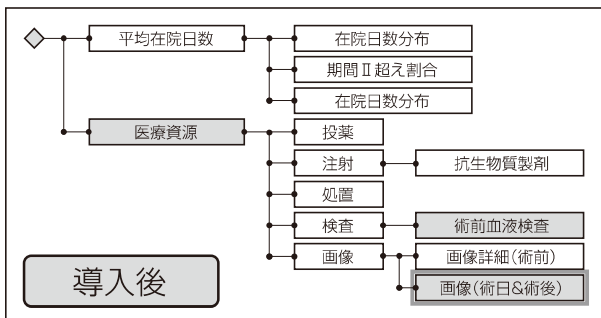 平均在院日数
在院日数分布
期間Ⅱ超え割合
在院日数分布
医療資源
投薬
注射
抗生物質製剤
処置
検査
術前血液検査
画像
画像詳細(術前)
画像(術日&術後)
導入後